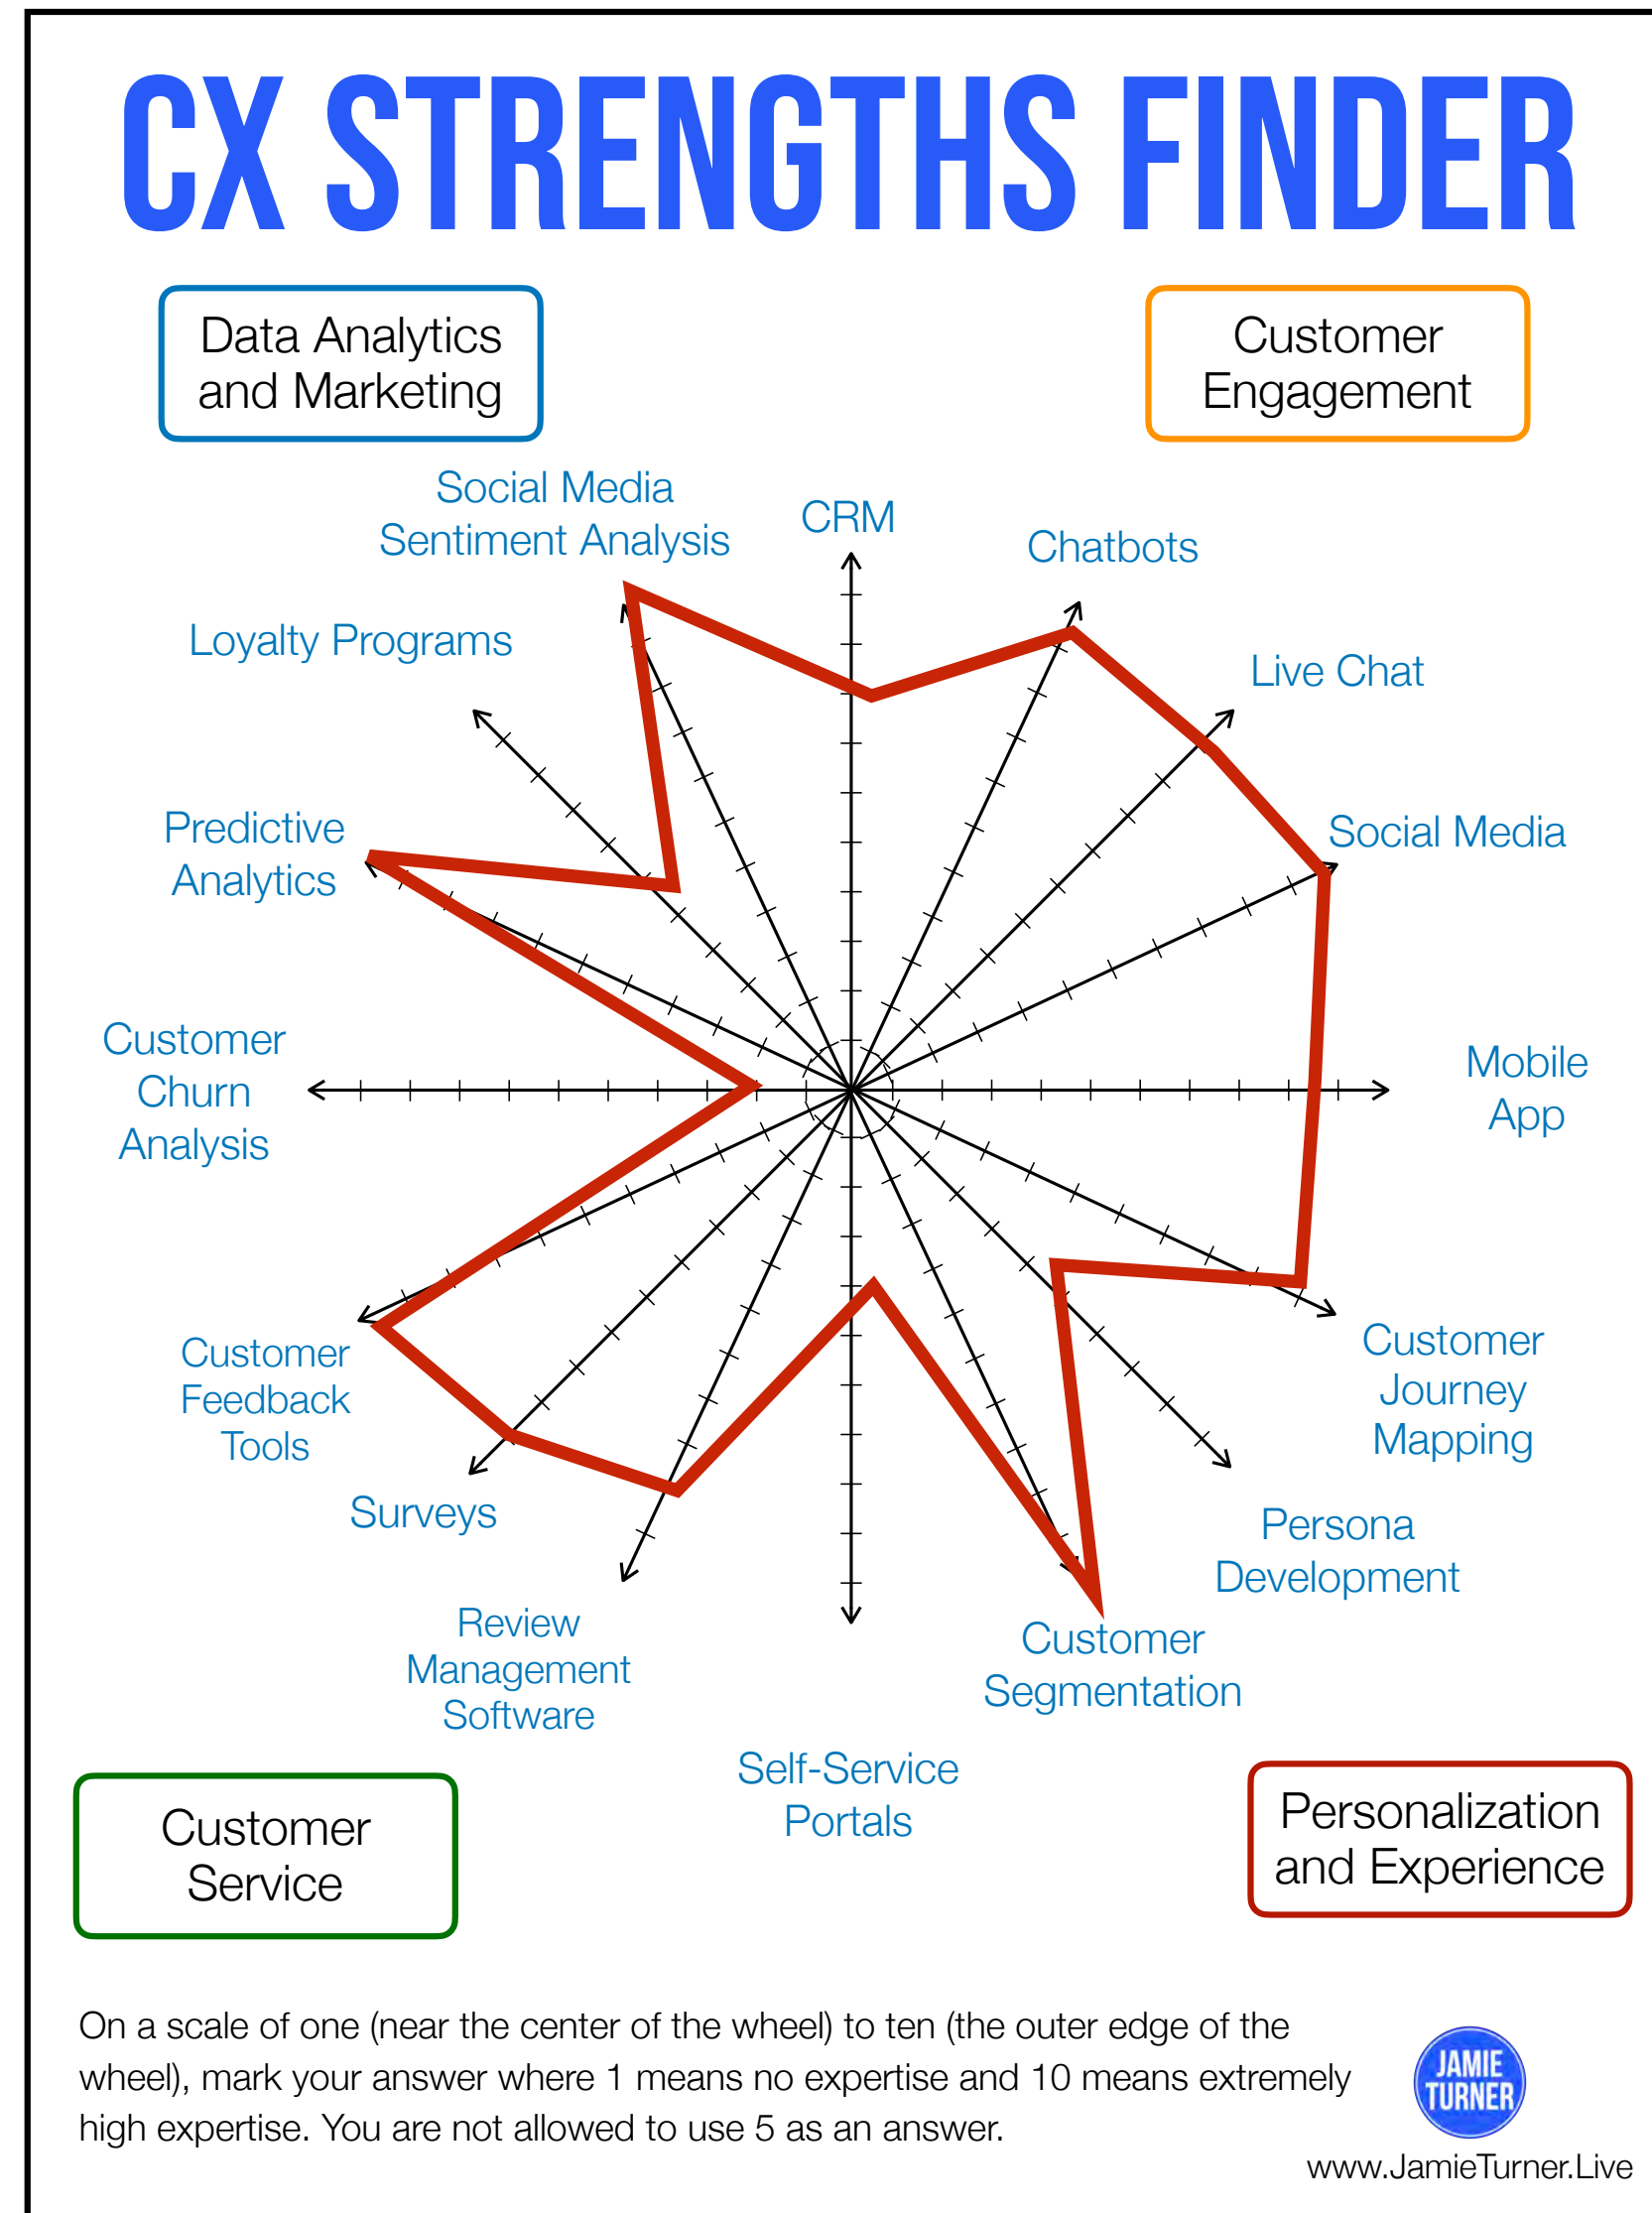 CX STRENGTHS FINDER
Data Analytics
and Marketing
Customer
Engagement
Social Media
Sentiment Analysis
CRM
Chatbots
Loyalty Programs
Live Chat
Predictive
Analytics
Social Media
Customer
Churn
Analysis
Mobile
App
Customer
Feedback
Tools
Customer
Journey
Mapping
Surveys
Persona
Development
Review
Management
Software
Customer
Segmentation
Self-Service
Portals
Customer
Service
Personalization
and Experience
On a scale of one (near the center of the wheel) to ten (the outer edge of the
wheel), mark your answer where 1 means no expertise and 10 means extremely
high expertise. You are not allowed to use 5 as an answer.
JAMIE
TURNER
www.JamieTurner.Live